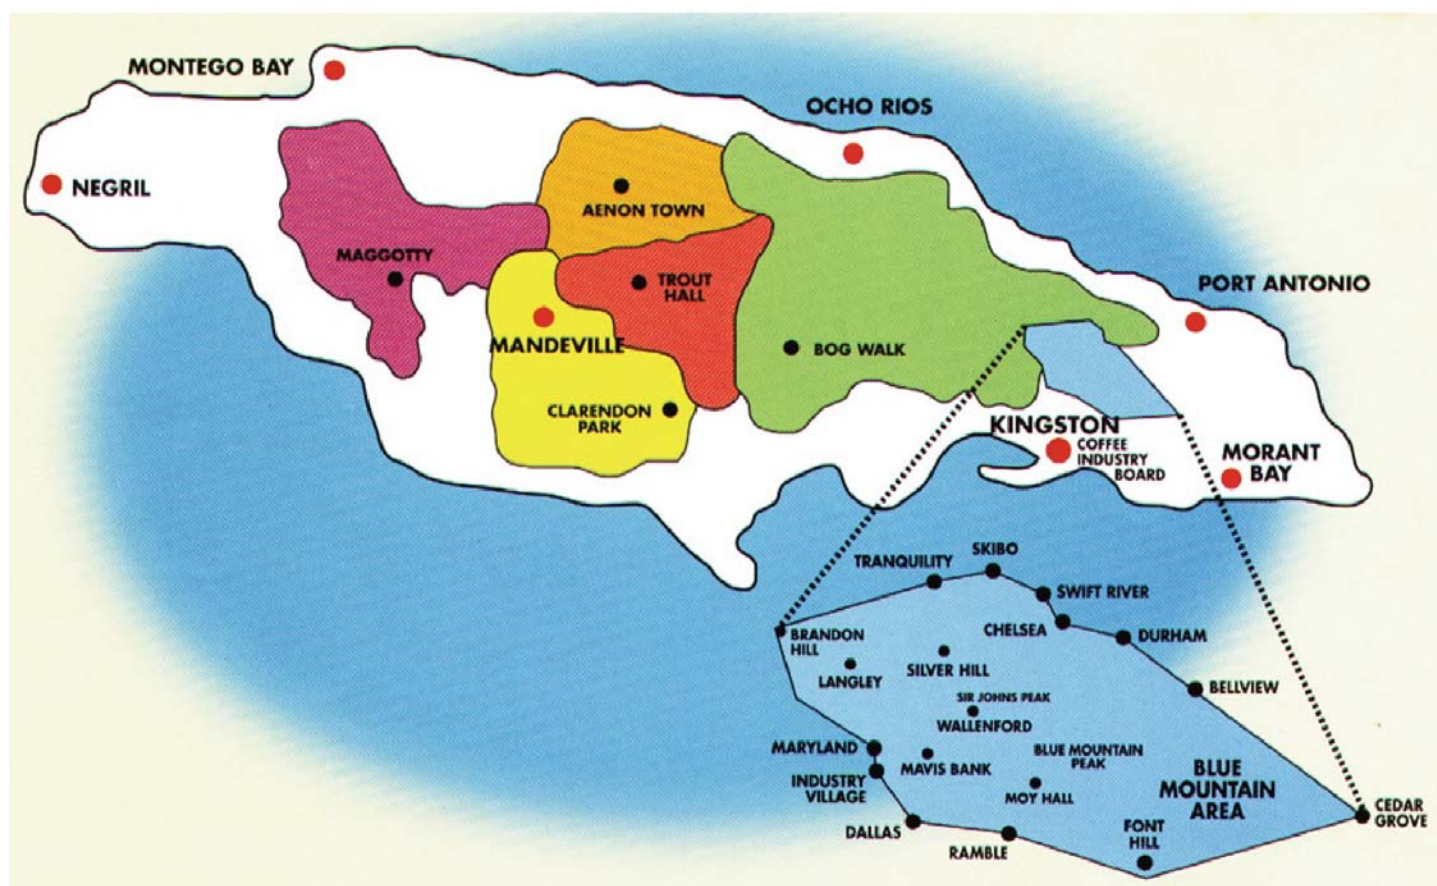 MONTEGO BAY
OCHO RIOS
NEGRIL
AENON TOWN
MAGGOTTY
TROUT
HALL
PORT ANTONIO
MANDEVILLE
BOG WALK
CLARENDON
PARK
KINGSTON
COFFEE
INDUSTRY
BOARD
MORANT
BAY
SKIBO
TRANQUILITY
SWIFT RIVER
CHELSEA
DURHAM
BRANDON
HILL
LANGLEY
SILVER HILL
BELLVIEW
SIR JOHNS PEAK
WALLENFORD
MARYLAND
MAVIS BANK
BLUE MOUNTAIN
PEAK
INDUSTRY
VILLAGE
MOY HALL
BLUE
MOUNTAIN
AREA
CEDAR
GROVE
DALLAS
RAMBLE
FONT
HILL